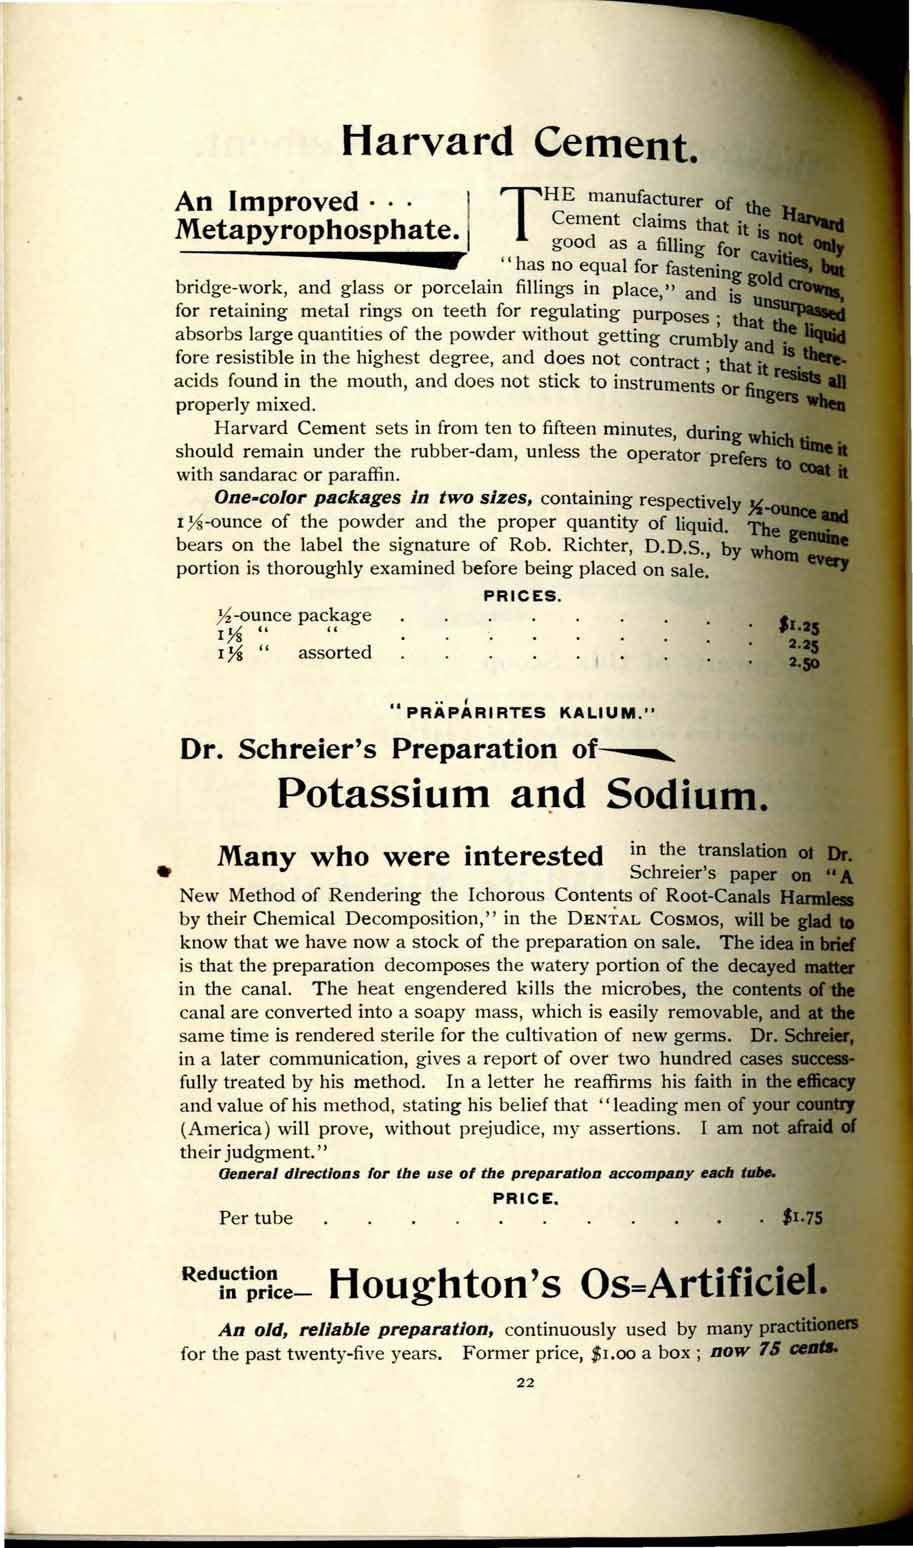 Harvard Cement.
An Improved · · ·
Metapyrophosphate.
THE manufacturer of the Harvard
Cement claims that it is not only
good as a filling for cavities, but
"has no equal for fastening gold crowns,
bridge-work, and glass or porcelain fillings in place," and is unsurpassed
for retaining metal rings on teeth for regulating purposes ; that the liquid
absorbs large quantities of the powder without getting crumbly and is there-
fore resistible in the highest degree, and does not contract ; that it resists all
acids found in the mouth, and does not stick to instruments or fingers when
properly mixed.
Harvard Cement sets in from ten to fifteen minutes, during which time it
should remain under the rubber-dam, unless the operator prefers to coat it
with sandarac or paraffin.
One-color packages in two sizes, containing respectively ½-ounce and
1⅛-ounce of the powder and the proper quantity of liquid. The genuine
bears on the label the signature of Rob. Richter, D.D.S., by whom every
portion is thoroughly examined before being placed on sale.
PRICES.
½-ounce package . . . . . . . . . $1.25
1⅛ " " . . . . . . . . . 2.25
1⅛ " assorted . . . . . . . . . 2.50
"PRÄPÁRIRTES KALIUM."
Dr. Schreier's Preparation of
Potassium and Sodium.
Many who were interested in the translation of Dr.
Schreier's paper on "A
New Method of Rendering the Ichorous Contents of Root-Canals Harmless
by their Chemical Decomposition," in the DENTAL COSMOS, will be glad to
know that we have now a stock of the preparation on sale. The idea in brief
is that the preparation decomposes the watery portion of the decayed matter
in the canal. The heat engendered kills the microbes, the contents of the
canal are converted into a soapy mass, which is easily removable, and at the
same time is rendered sterile for the cultivation of new germs. Dr. Schreier,
in a later communication, gives a report of over two hundred cases success-
fully treated by his method. In a letter he reaffirms his faith in the efficacy
and value of his method, stating his belief that "leading men of your country
(America) will prove, without prejudice, my assertions. I am not afraid of
their judgment."
General directions for the use of the preparation accompany each tube.
PRICE.
Per tube . . . . . . . . . . . $1.75
Reduction
in price— Houghton's Os=Artificiel.
An old, reliable preparation, continuously used by many practitioners
for the past twenty-five years. Former price, $1.00 a box ; now 75 cents.
22